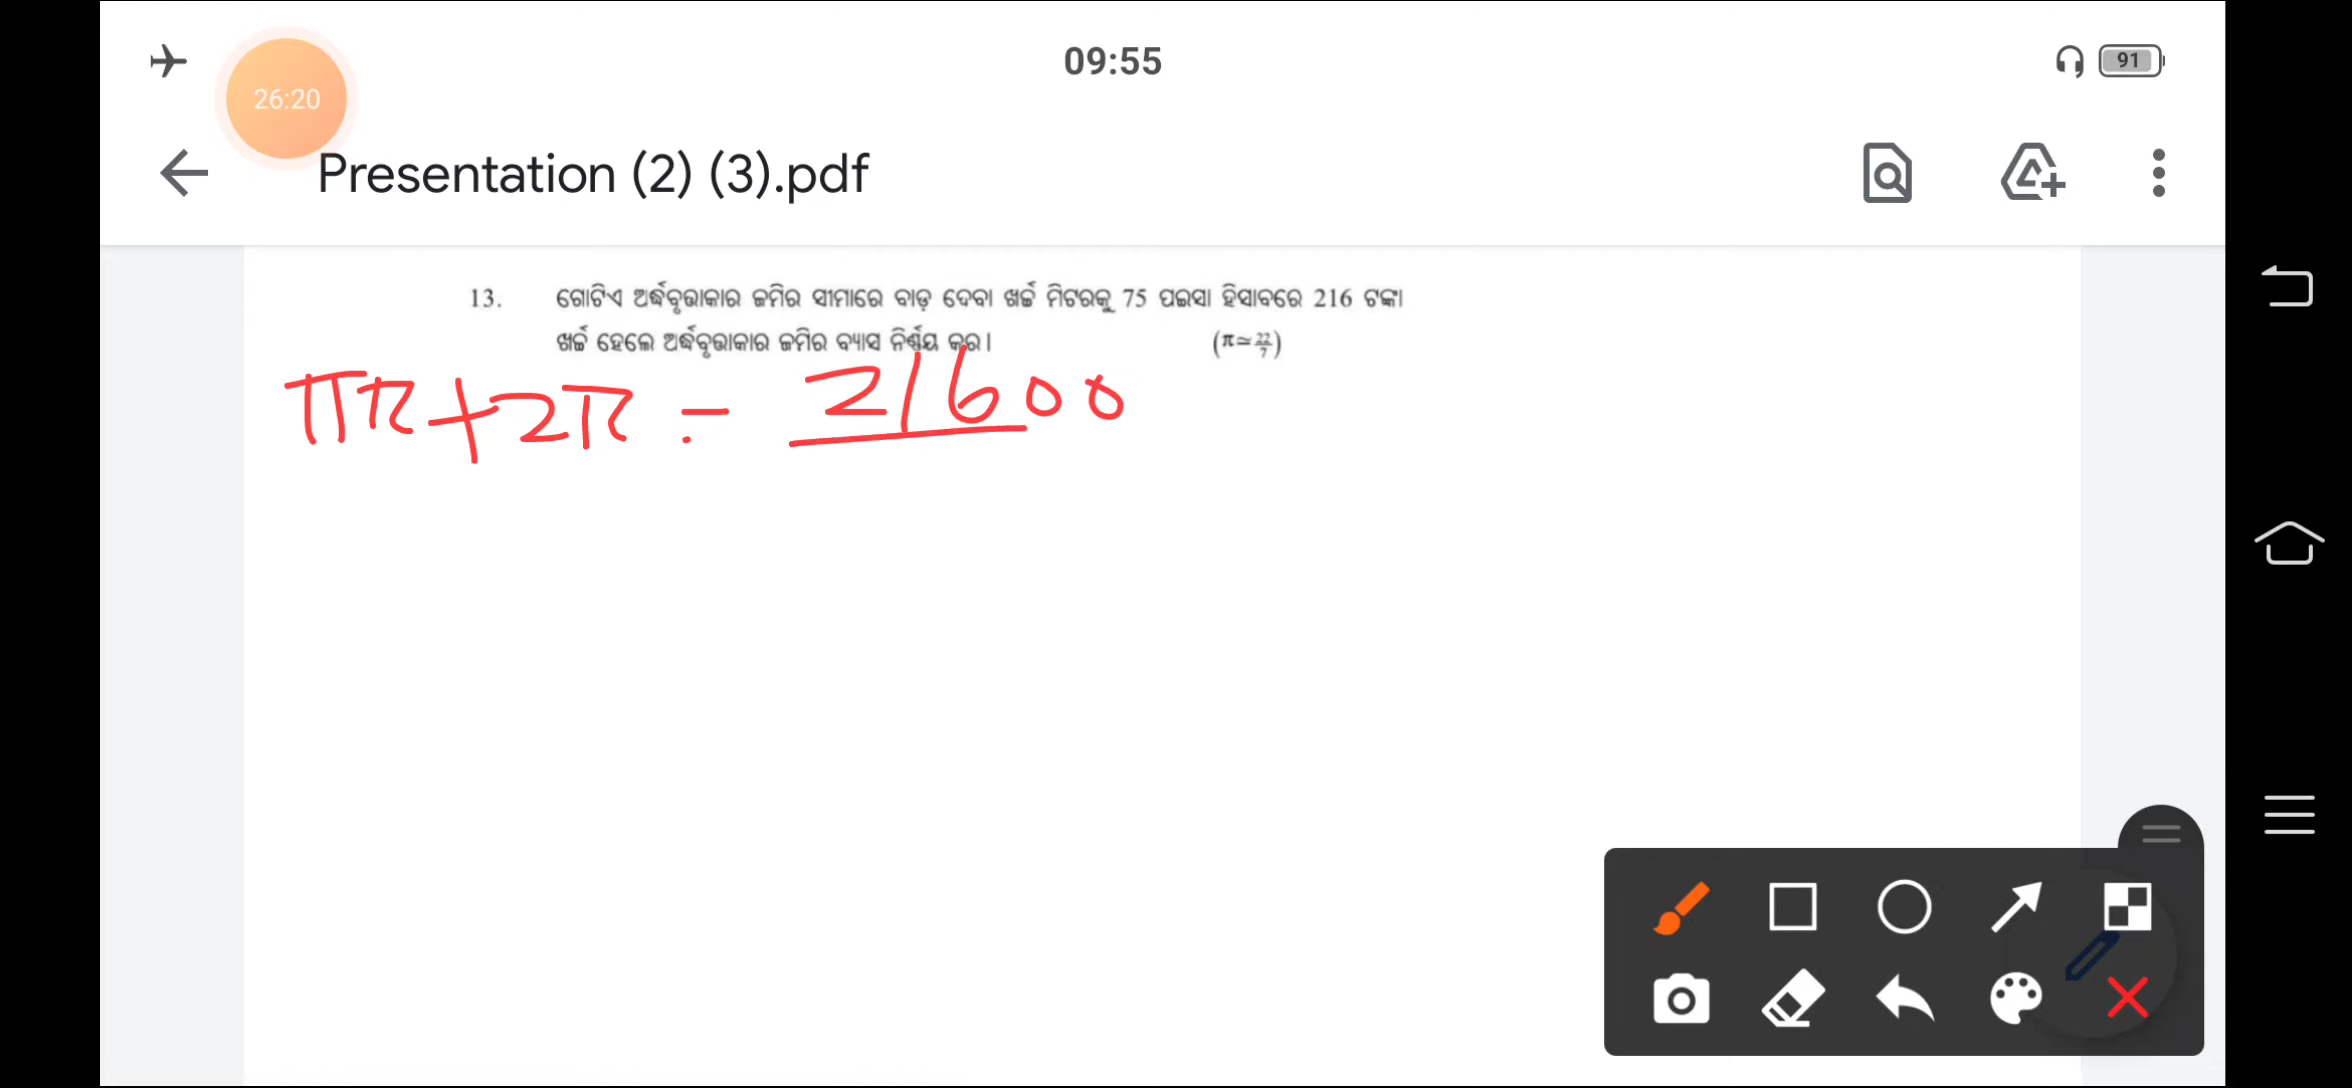 09:55
91
26:20
Presentation (2) (3).pdf
13. ଗୋଟିଏ ଅର୍ଦ୍ଧବୃତ୍ତାକାର ଜମିର ସୀମାରେ ବାଡ଼ ଦେବା ଖର୍ଚ୍ଚ ମିଟରକୁ 75 ପଇସା ହିସାବରେ 216 ଟଙ୍କା
ଖର୍ଚ୍ଚ ହେଲେ ଅର୍ଦ୍ଧବୃତ୍ତାକାର ଜମିର ବ୍ୟାସ ନିର୍ଣ୍ଣୟ କର। (π≃22/7)
πr+2r = 21600